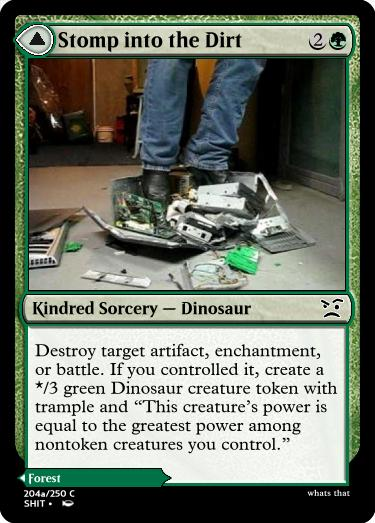 Stomp into the Dirt 2
Kindred Sorcery — Dinosaur
Destroy target artifact, enchantment,
or battle. If you controlled it, create a
*/3 green Dinosaur creature token with
trample and “This creature's power is
equal to the greatest power among
nontoken creatures you control.”
Forest
204a/250 C
SHIT •
whats that